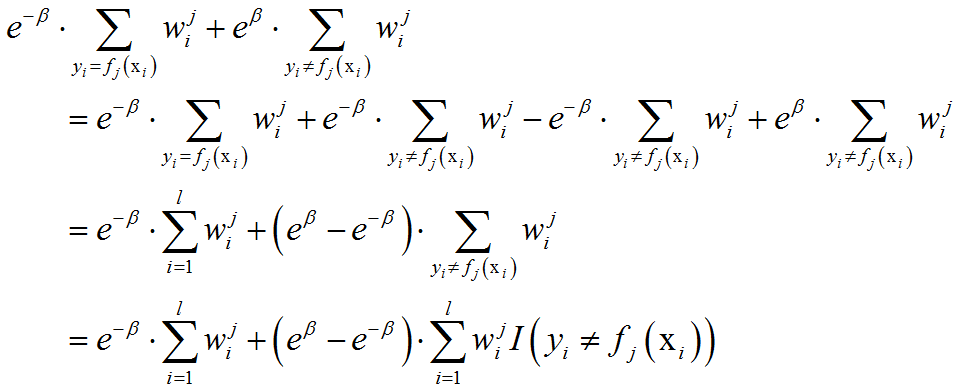 e^{-β} · ∑_{y_i = f_j(x_i)} w_i^j + e^{β} · ∑_{y_i ≠ f_j(x_i)} w_i^j
= e^{-β} · ∑_{y_i = f_j(x_i)} w_i^j + e^{-β} · ∑_{y_i ≠ f_j(x_i)} w_i^j − e^{-β} · ∑_{y_i ≠ f_j(x_i)} w_i^j + e^{β} · ∑_{y_i ≠ f_j(x_i)} w_i^j
= e^{-β} · ∑_{i=1}^{l} w_i^j + (e^{β} − e^{-β}) · ∑_{y_i ≠ f_j(x_i)} w_i^j
= e^{-β} · ∑_{i=1}^{l} w_i^j + (e^{β} − e^{-β}) · ∑_{i=1}^{l} w_i^j I(y_i ≠ f_j(x_i))